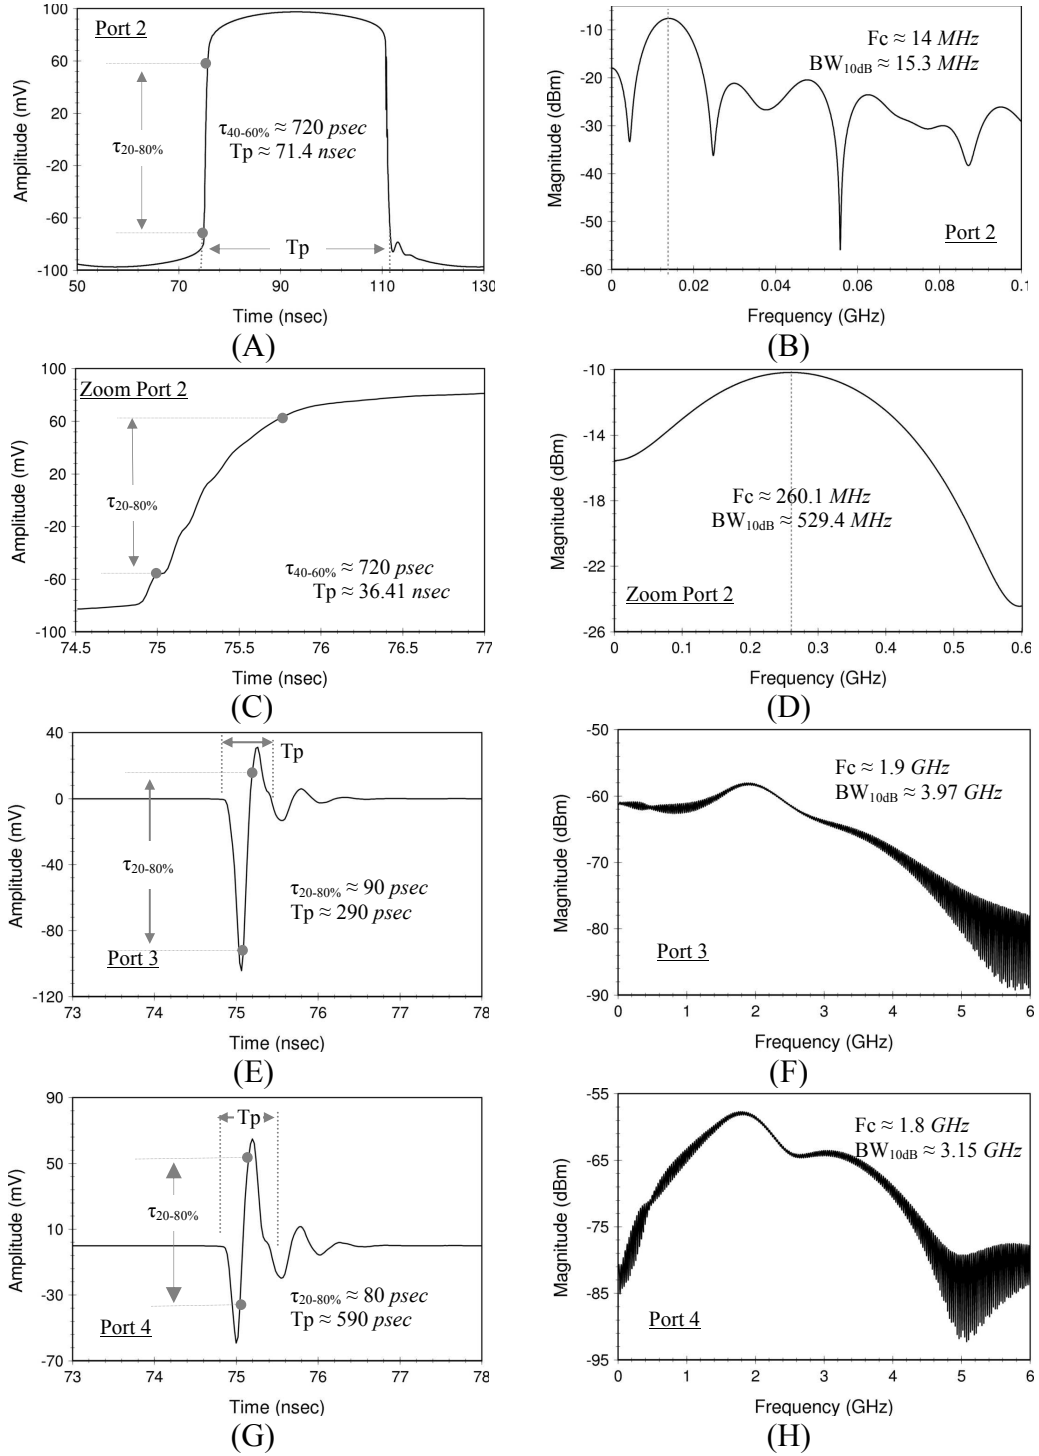 Port 2
τ20-80%
τ40-60% ≈ 720 psec
Tp ≈ 71.4 nsec
Tp
Amplitude (mV)
100
60
20
-20
-60
-100
50
70
90
110
130
Time (nsec)
(A)
Fc ≈ 14 MHz
BW10dB ≈ 15.3 MHz
Port 2
Magnitude (dBm)
-10
-20
-30
-40
-50
-60
0
0.02
0.04
0.06
0.08
0.1
Frequency (GHz)
(B)
Zoom Port 2
τ20-80%
τ40-60% ≈ 720 psec
Tp ≈ 36.41 nsec
Amplitude (mV)
100
60
20
-20
-60
-100
74.5
75
75.5
76
76.5
77
Time (nsec)
(C)
Fc ≈ 260.1 MHz
BW10dB ≈ 529.4 MHz
Zoom Port 2
Magnitude (dBm)
-10
-14
-18
-22
-26
0
0.1
0.2
0.3
0.4
0.5
0.6
Frequency (GHz)
(D)
Tp
τ20-80%
τ20-80% ≈ 90 psec
Tp ≈ 290 psec
Port 3
Amplitude (mV)
40
0
-40
-80
-120
73
74
75
76
77
78
Time (nsec)
(E)
Fc ≈ 1.9 GHz
BW10dB ≈ 3.97 GHz
Port 3
Magnitude (dBm)
-50
-60
-70
-80
-90
0
1
2
3
4
5
6
Frequency (GHz)
(F)
Tp
τ20-80%
τ20-80% ≈ 80 psec
Tp ≈ 590 psec
Port 4
Amplitude (mV)
90
50
10
-30
-70
73
74
75
76
77
78
Time (nsec)
(G)
Fc ≈ 1.8 GHz
BW10dB ≈ 3.15 GHz
Port 4
Magnitude (dBm)
-55
-65
-75
-85
-95
0
1
2
3
4
5
6
Frequency (GHz)
(H)